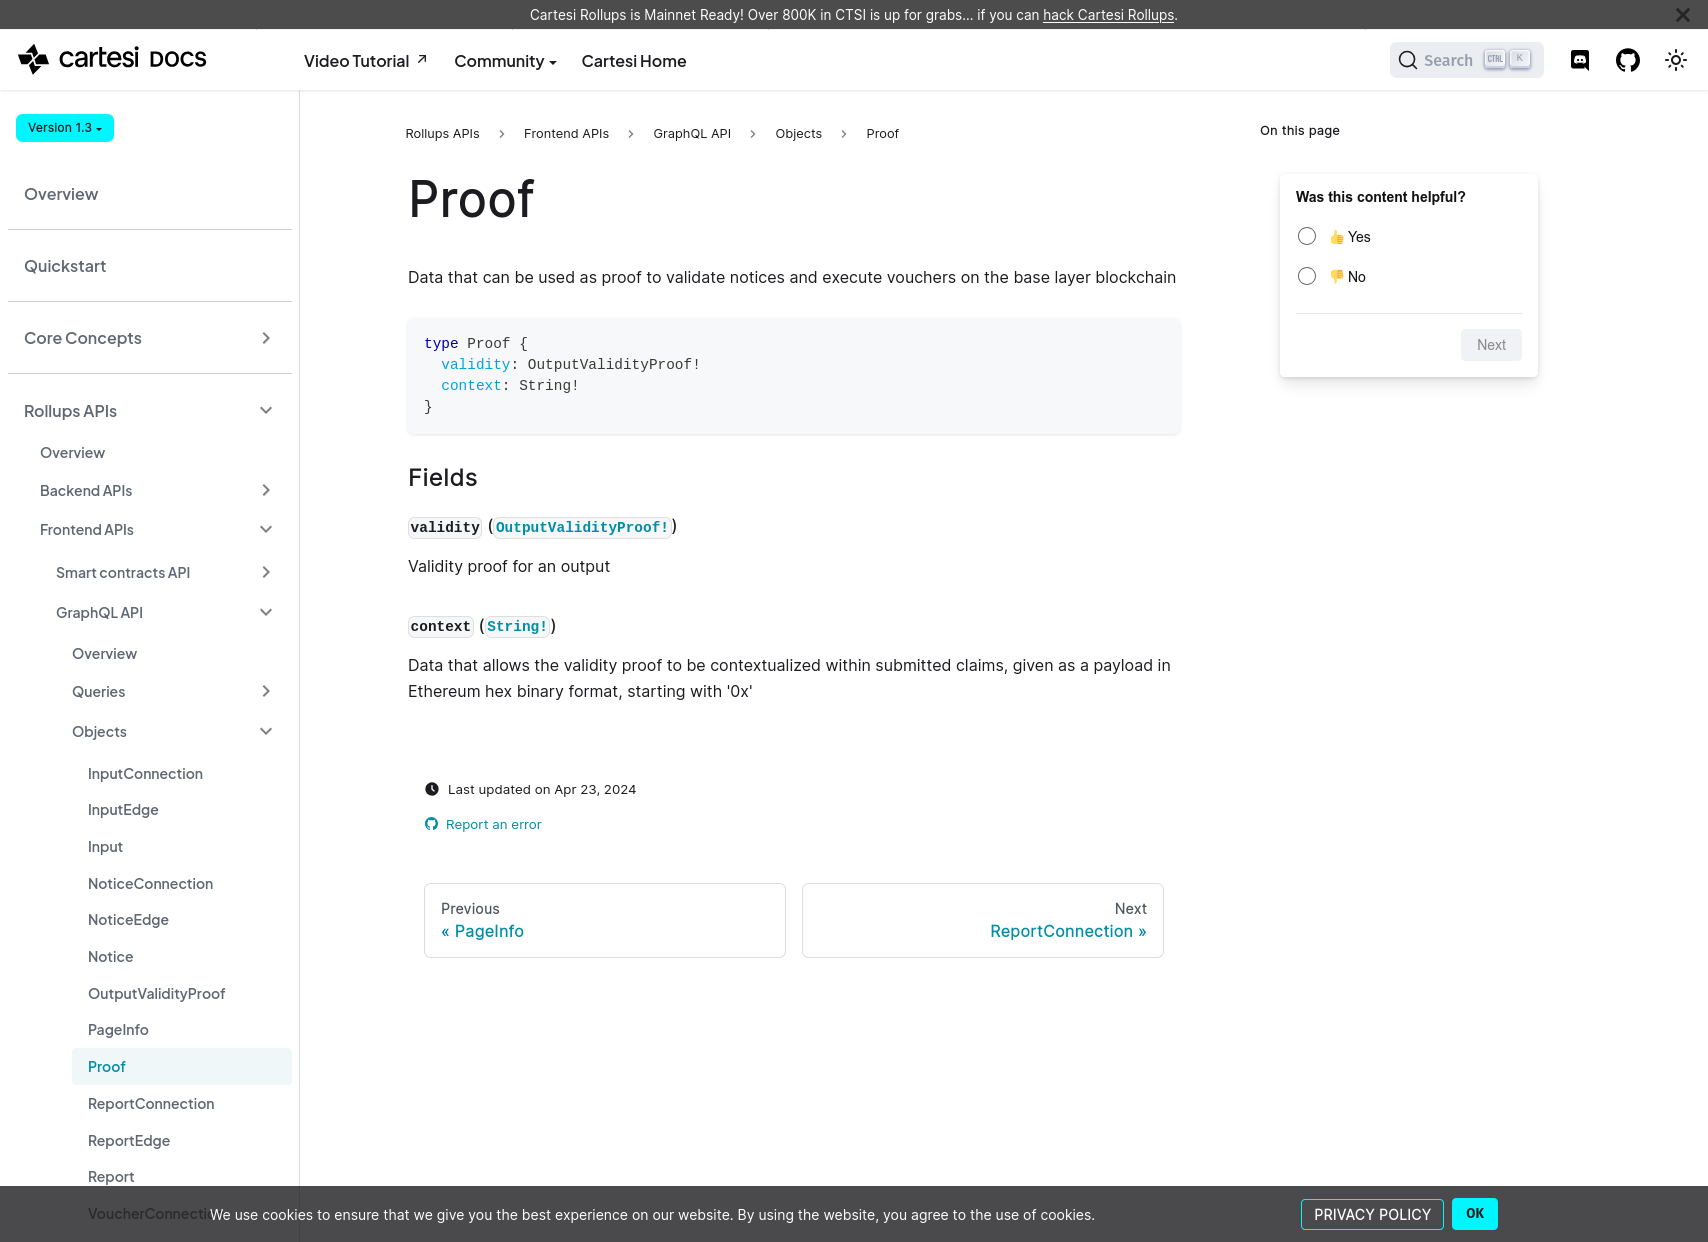 Cartesi Rollups is Mainnet Ready! Over 800K in CTSI is up for grabs... if you can hack Cartesi Rollups.
cartesi DOCS
Video Tutorial
Community
Cartesi Home
Search CTRL K
Version 1.3
Overview
Quickstart
Core Concepts
Rollups APIs
Overview
Backend APIs
Frontend APIs
Smart contracts API
GraphQL API
Overview
Queries
Objects
InputConnection
InputEdge
Input
NoticeConnection
NoticeEdge
Notice
OutputValidityProof
PageInfo
Proof
ReportConnection
ReportEdge
Report
Rollups APIs > Frontend APIs > GraphQL API > Objects > Proof
Proof
Data that can be used as proof to validate notices and execute vouchers on the base layer blockchain
type Proof {
  validity: OutputValidityProof!
  context: String!
}
Fields
validity (OutputValidityProof!)
Validity proof for an output
context (String!)
Data that allows the validity proof to be contextualized within submitted claims, given as a payload in
Ethereum hex binary format, starting with '0x'
Last updated on Apr 23, 2024
Report an error
Previous
« PageInfo
Next
ReportConnection »
On this page
Was this content helpful?
👍 Yes
👎 No
Next
We use cookies to ensure that we give you the best experience on our website. By using the website, you agree to the use of cookies.
PRIVACY POLICY
OK